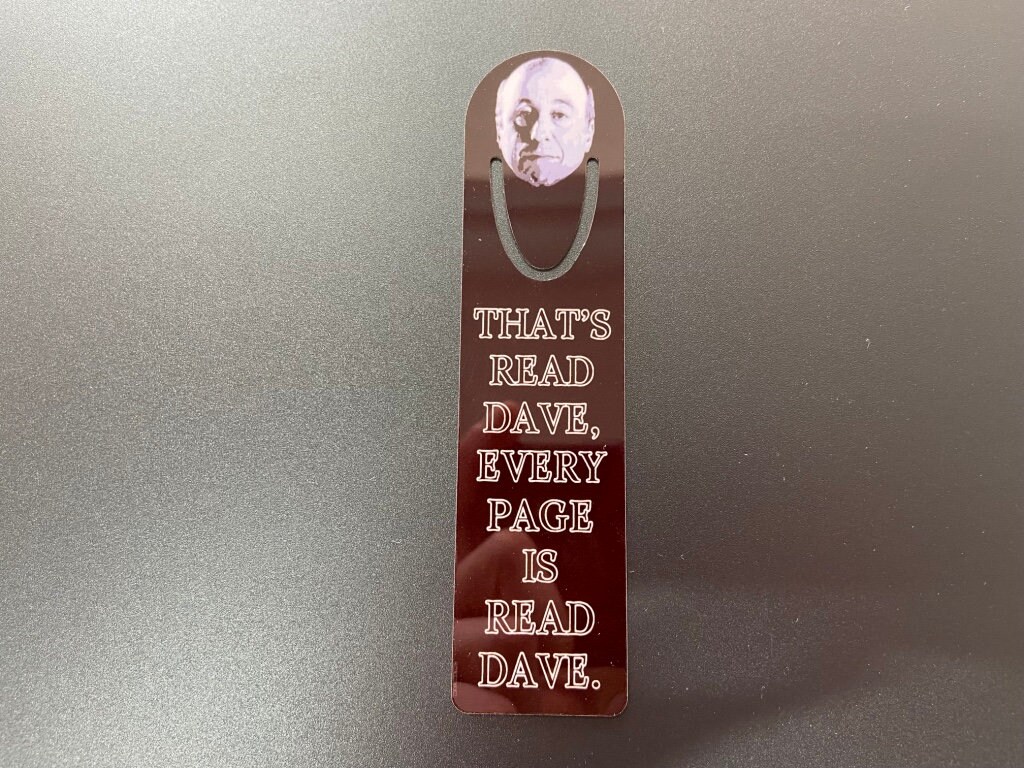 THAT'S
READ
DAVE,
EVERY
PAGE
IS
READ
DAVE.